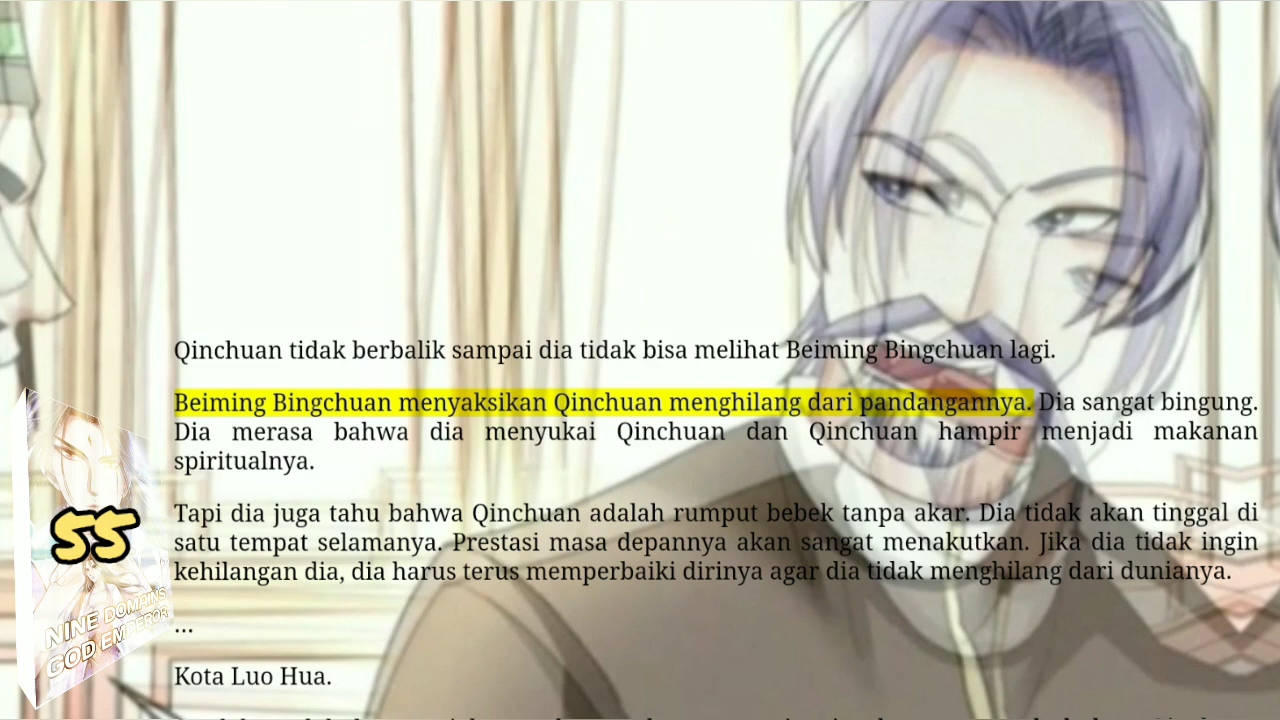 Qinchuan tidak berbalik sampai dia tidak bisa melihat Beiming Bingchuan lagi.
Beiming Bingchuan menyaksikan Qinchuan menghilang dari pandangannya. Dia sangat bingung.
Dia merasa bahwa dia menyukai Qinchuan dan Qinchuan hampir menjadi makanan
spiritualnya.
Tapi dia juga tahu bahwa Qinchuan adalah rumput bebek tanpa akar. Dia tidak akan tinggal di
satu tempat selamanya. Prestasi masa depannya akan sangat menakutkan. Jika dia tidak ingin
kehilangan dia, dia harus terus memperbaiki dirinya agar dia tidak menghilang dari dunianya.
...
Kota Luo Hua.
SS
NINE DOMAINS
GOD EMPEROR